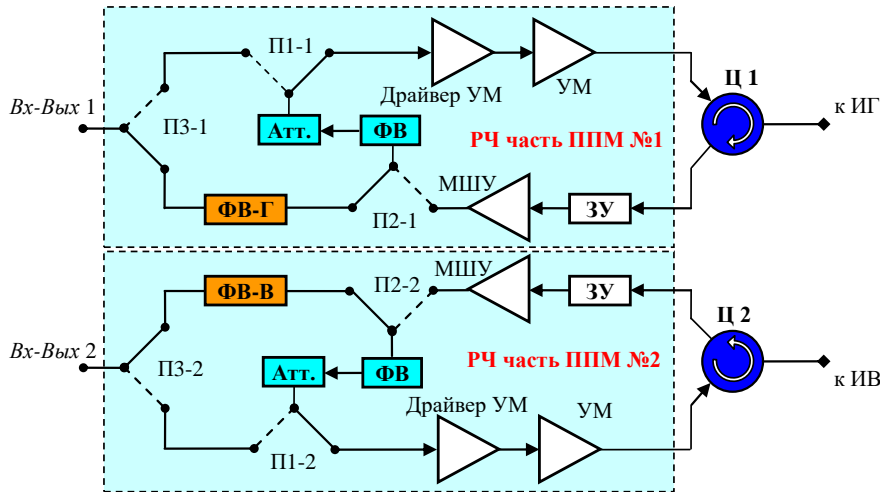 П1-1
Ц 1
Драйвер УМ
УМ
Вх-Вых 1
П3-1
Атт.
ФВ
РЧ часть ППМ №1
к ИГ
МШУ
ФВ-Г
П2-1
ЗУ
МШУ
ФВ-В
П2-2
ЗУ
Ц 2
Вх-Вых 2
П3-2
Атт.
ФВ
РЧ часть ППМ №2
к ИВ
Драйвер УМ
УМ
П1-2